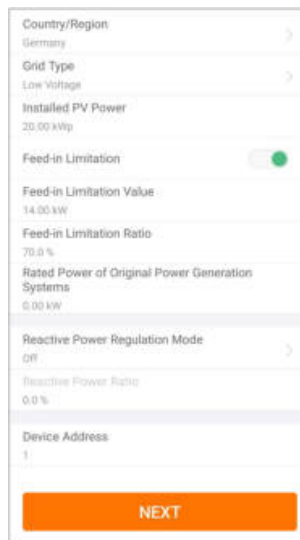 Country/Region
Germany
Grid Type
Low Voltage
Installed PV Power
20.00 kWp
Feed-in Limitation
Feed-in Limitation Value
14.00 kW
Feed-in Limitation Ratio
70.0 %
Rated Power of Original Power Generation
Systems
0.00 kW
Reactive Power Regulation Mode
Off
Reactive Power Ratio
0.0 %
Device Address
1
NEXT